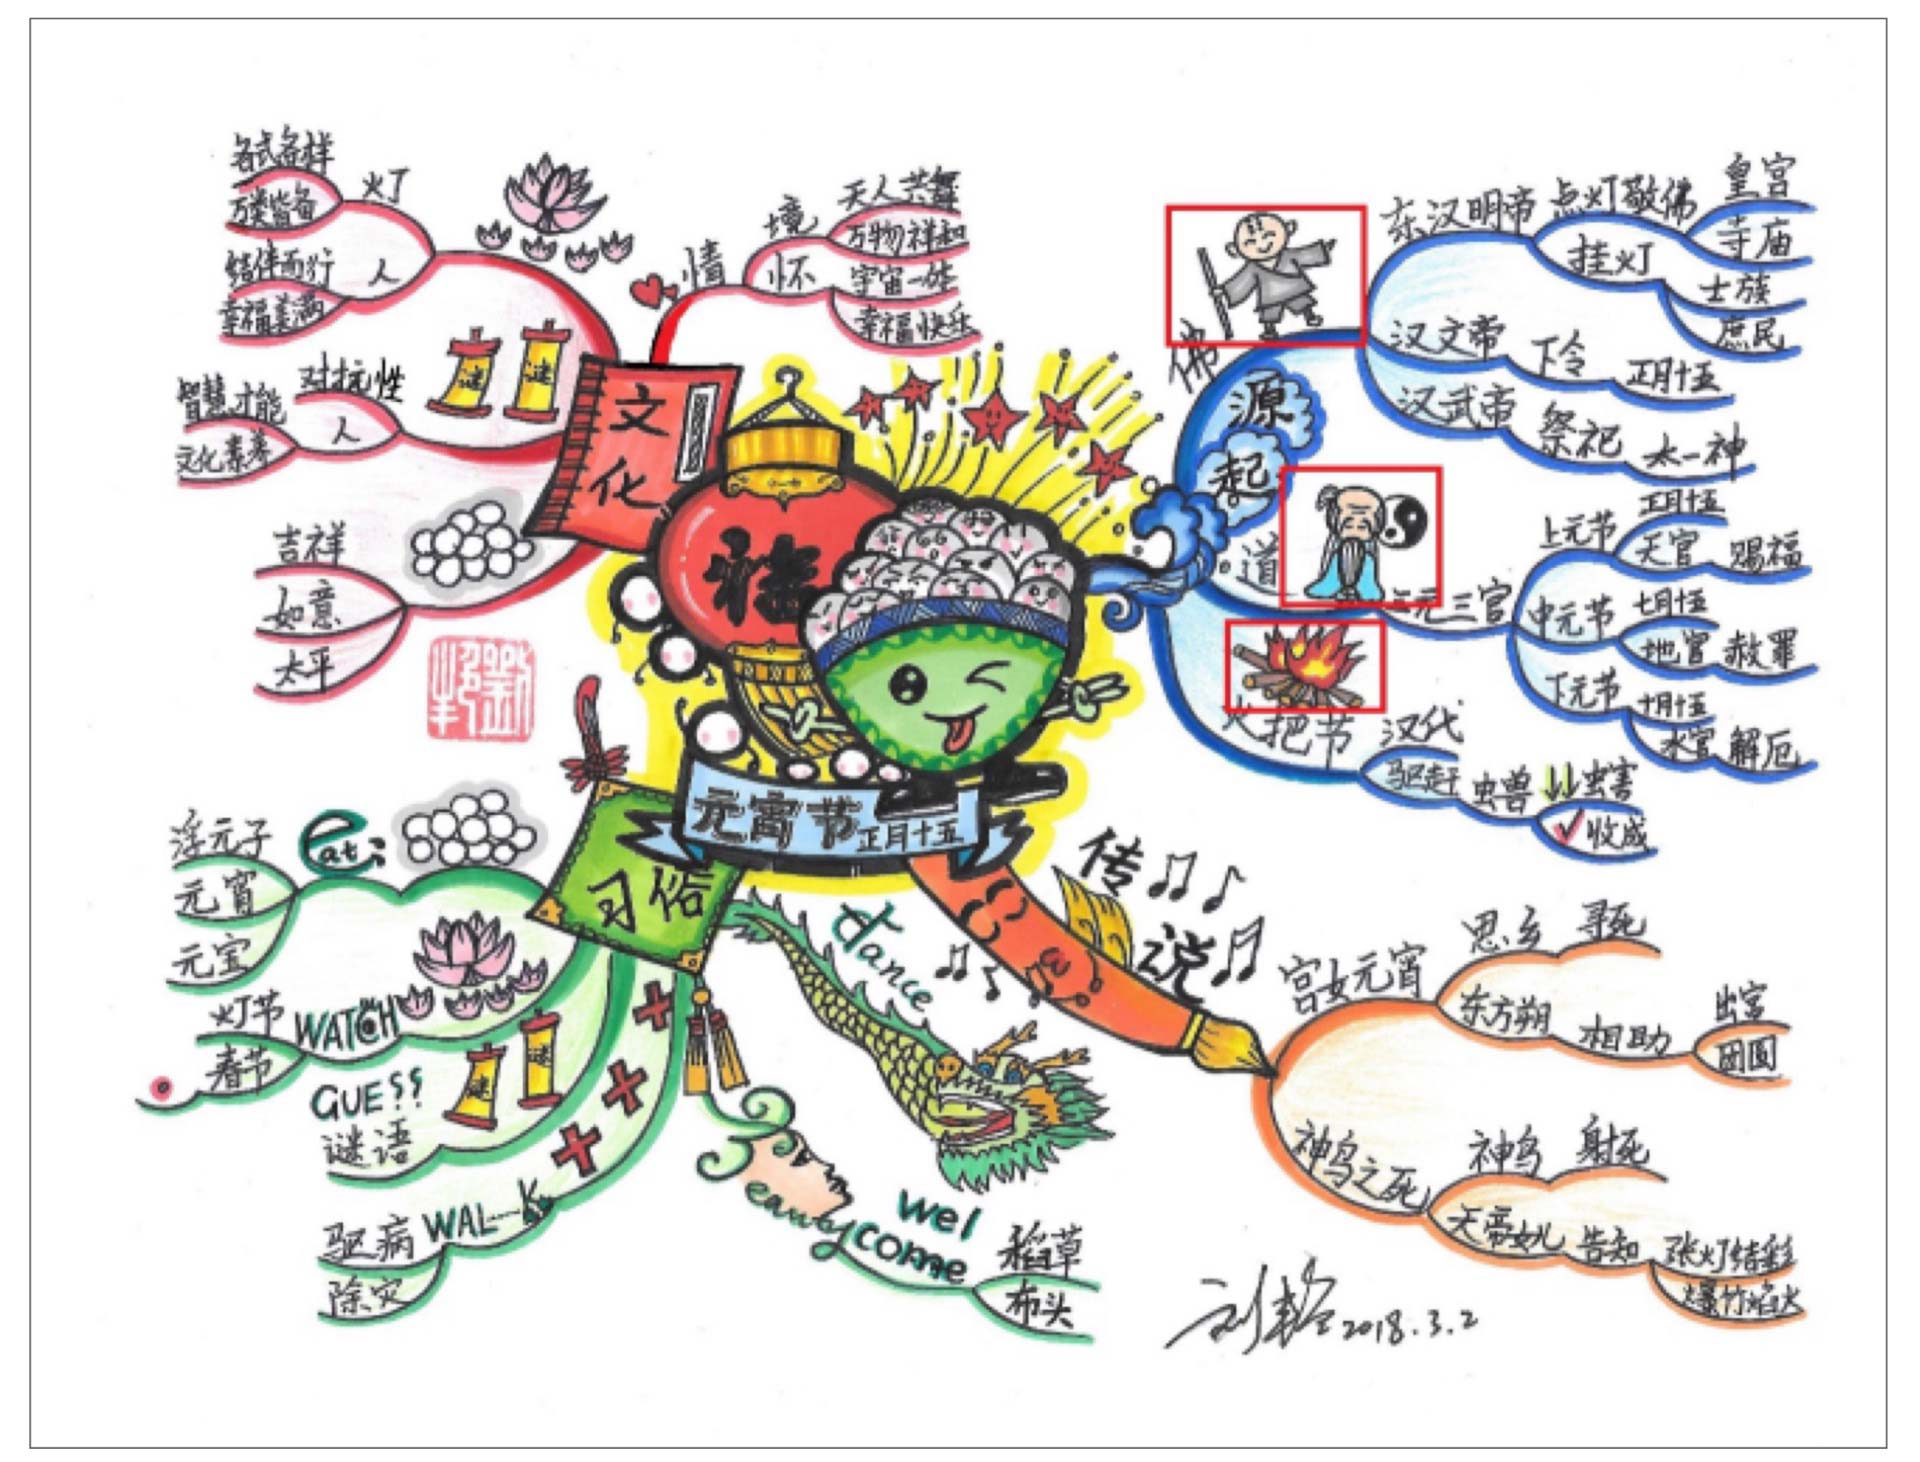 元宵节
正月十五
福
文化
灯
各式各样
万类皆备
人
结伴而行
幸福美满
谜
谜
对抗性
人
智慧才能
文化素养
吉祥
如意
太平
情
境
天人共舞
万物祥和
怀
宇宙一体
幸福快乐
源起
佛
东汉明帝
点灯敬佛
皇宫
寺庙
挂灯
士族
庶民
汉文帝
下令
正月十五
汉武帝
祭祀
太一神
道
三元三官
上元节
正月十五
天官
赐福
中元节
七月十五
地官
赦罪
下元节
十月十五
水官
解厄
火把节
汉代
驱赶
虫兽
虫害
收成
传说
宫女元宵
思乡
寻死
东方朔
相助
出宫
团圆
神鸟之死
神鸟
射死
天帝女儿
告知
张灯结彩
爆竹焰火
习俗
eat
浮元子
元宵
元宝
WATCH
灯节
春节
GUE??
谜语
谜
谜
WAL--K
驱病
除灾
Beauty
welcome
稻草
布头
dance
2018.3.2